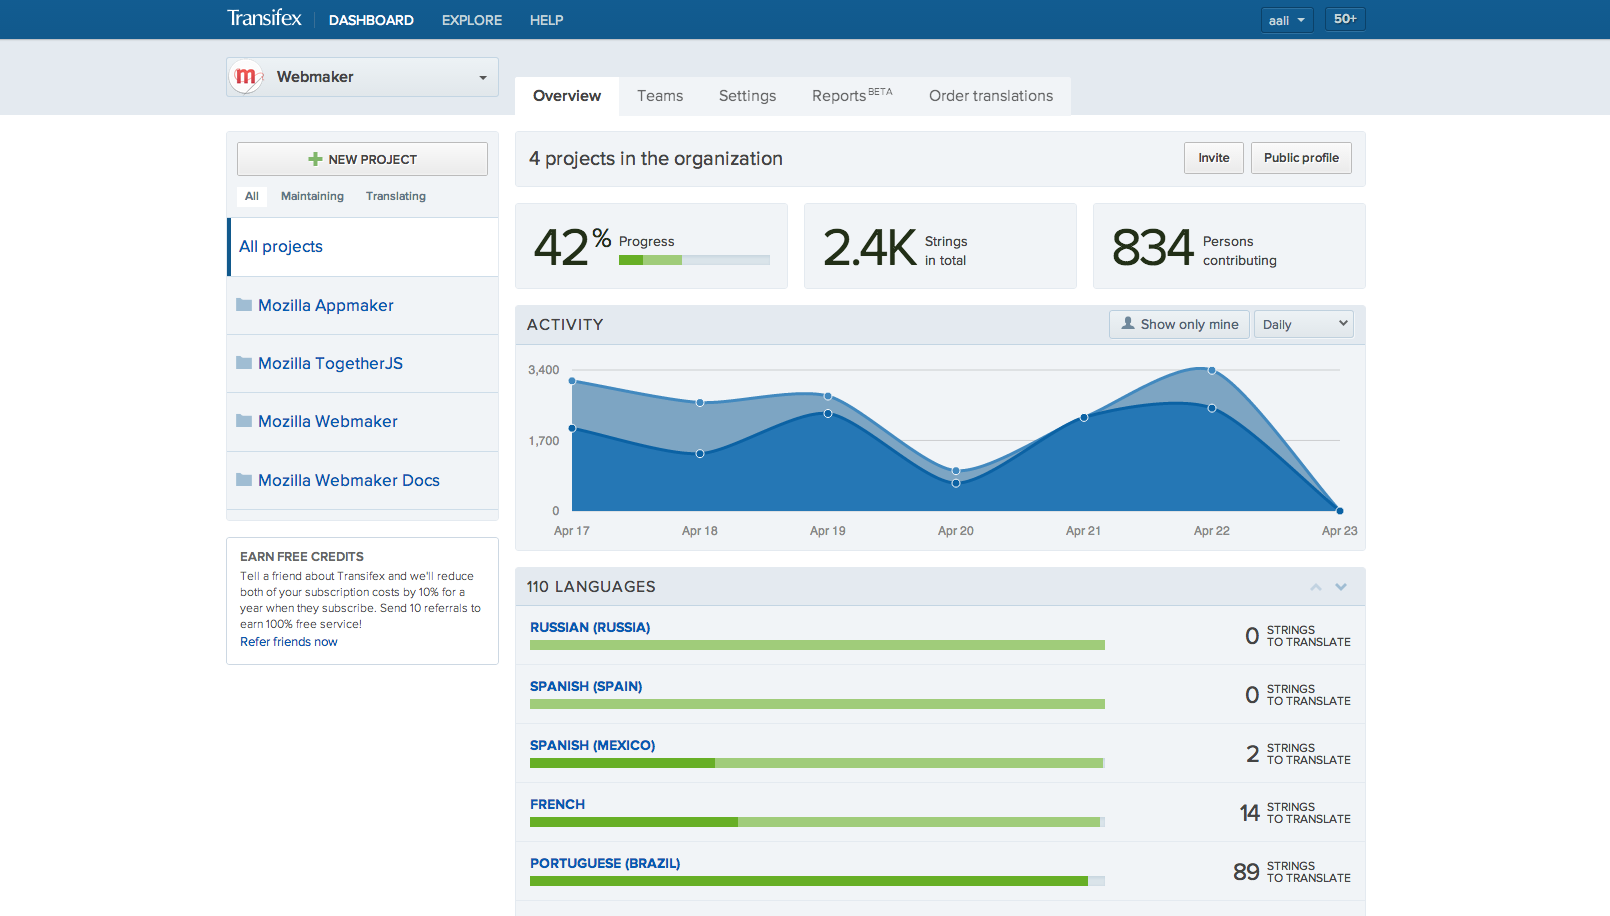 Transifex
DASHBOARD
EXPLORE
HELP
aall
50+
m
Webmaker
Overview
Teams
Settings
Reports BETA
Order translations
NEW PROJECT
All
Maintaining
Translating
All projects
Mozilla Appmaker
Mozilla TogetherJS
Mozilla Webmaker
Mozilla Webmaker Docs
EARN FREE CREDITS
Tell a friend about Transifex and we'll reduce
both of your subscription costs by 10% for a
year when they subscribe. Send 10 referrals to
earn 100% free service!
Refer friends now
4 projects in the organization
Invite
Public profile
42% Progress
2.4K Strings
in total
834 Persons
contributing
ACTIVITY
Show only mine
Daily
3,400
1,700
0
Apr 17
Apr 18
Apr 19
Apr 20
Apr 21
Apr 22
Apr 23
110 LANGUAGES
RUSSIAN (RUSSIA)
0 STRINGS
TO TRANSLATE
SPANISH (SPAIN)
0 STRINGS
TO TRANSLATE
SPANISH (MEXICO)
2 STRINGS
TO TRANSLATE
FRENCH
14 STRINGS
TO TRANSLATE
PORTUGUESE (BRAZIL)
89 STRINGS
TO TRANSLATE